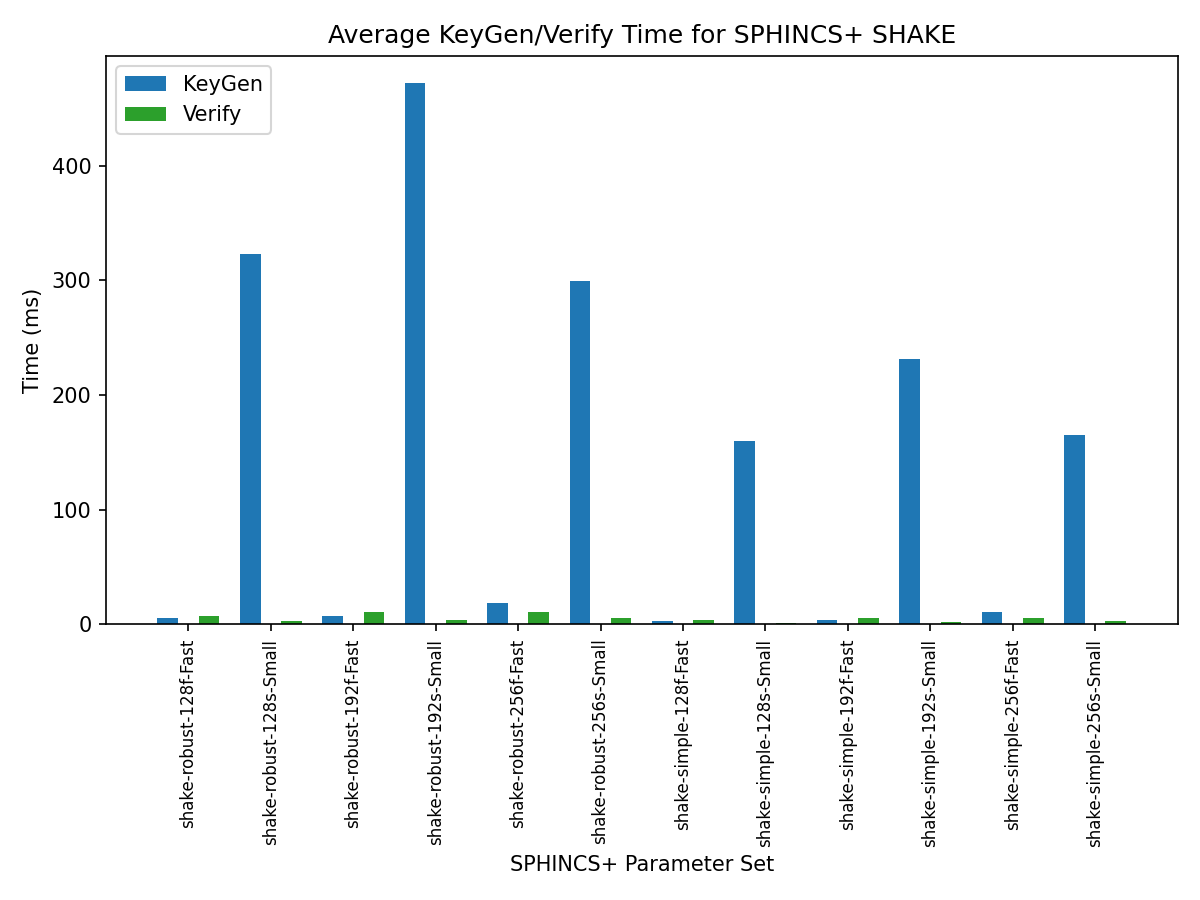 Average KeyGen/Verify Time for SPHINCS+ SHAKE
KeyGen
Verify
Time (ms)
400
300
200
100
0
shake-robust-128f-Fast
shake-robust-128s-Small
shake-robust-192f-Fast
shake-robust-192s-Small
shake-robust-256f-Fast
shake-robust-256s-Small
shake-simple-128f-Fast
shake-simple-128s-Small
shake-simple-192f-Fast
shake-simple-192s-Small
shake-simple-256f-Fast
shake-simple-256s-Small
SPHINCS+ Parameter Set